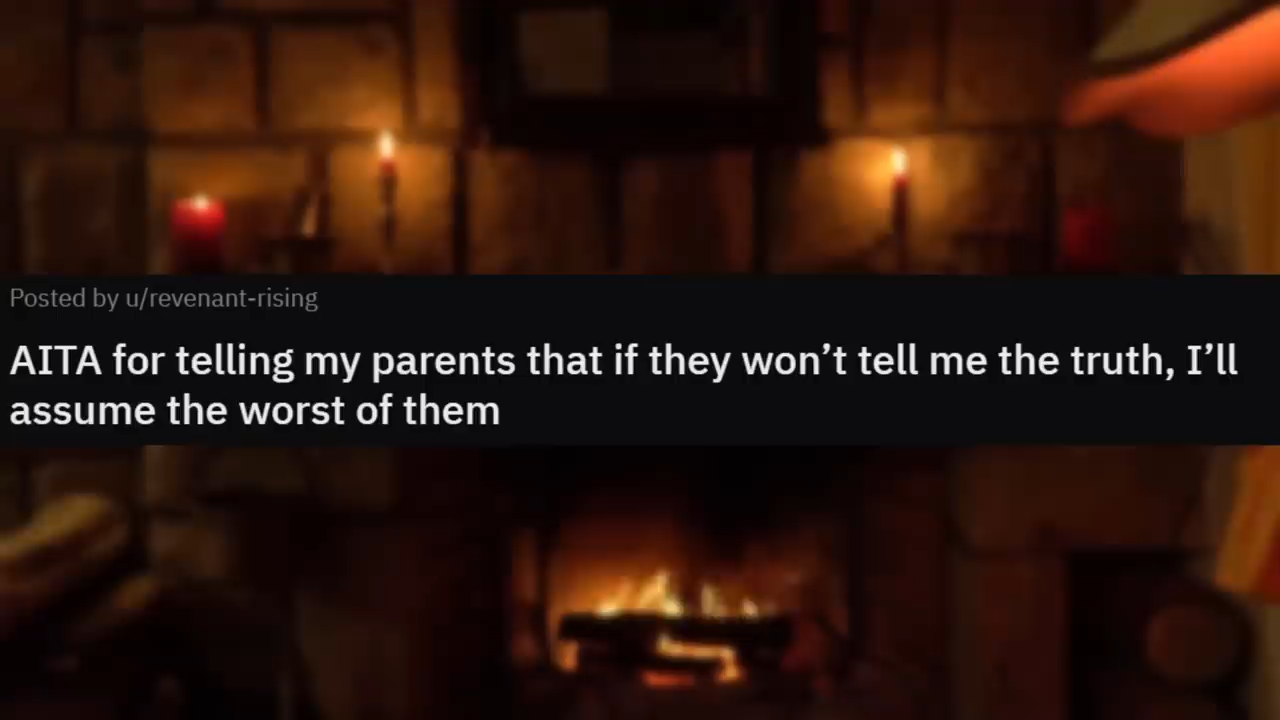 Posted by u/revenant-rising
AITA for telling my parents that if they won’t tell me the truth, I’ll
assume the worst of them